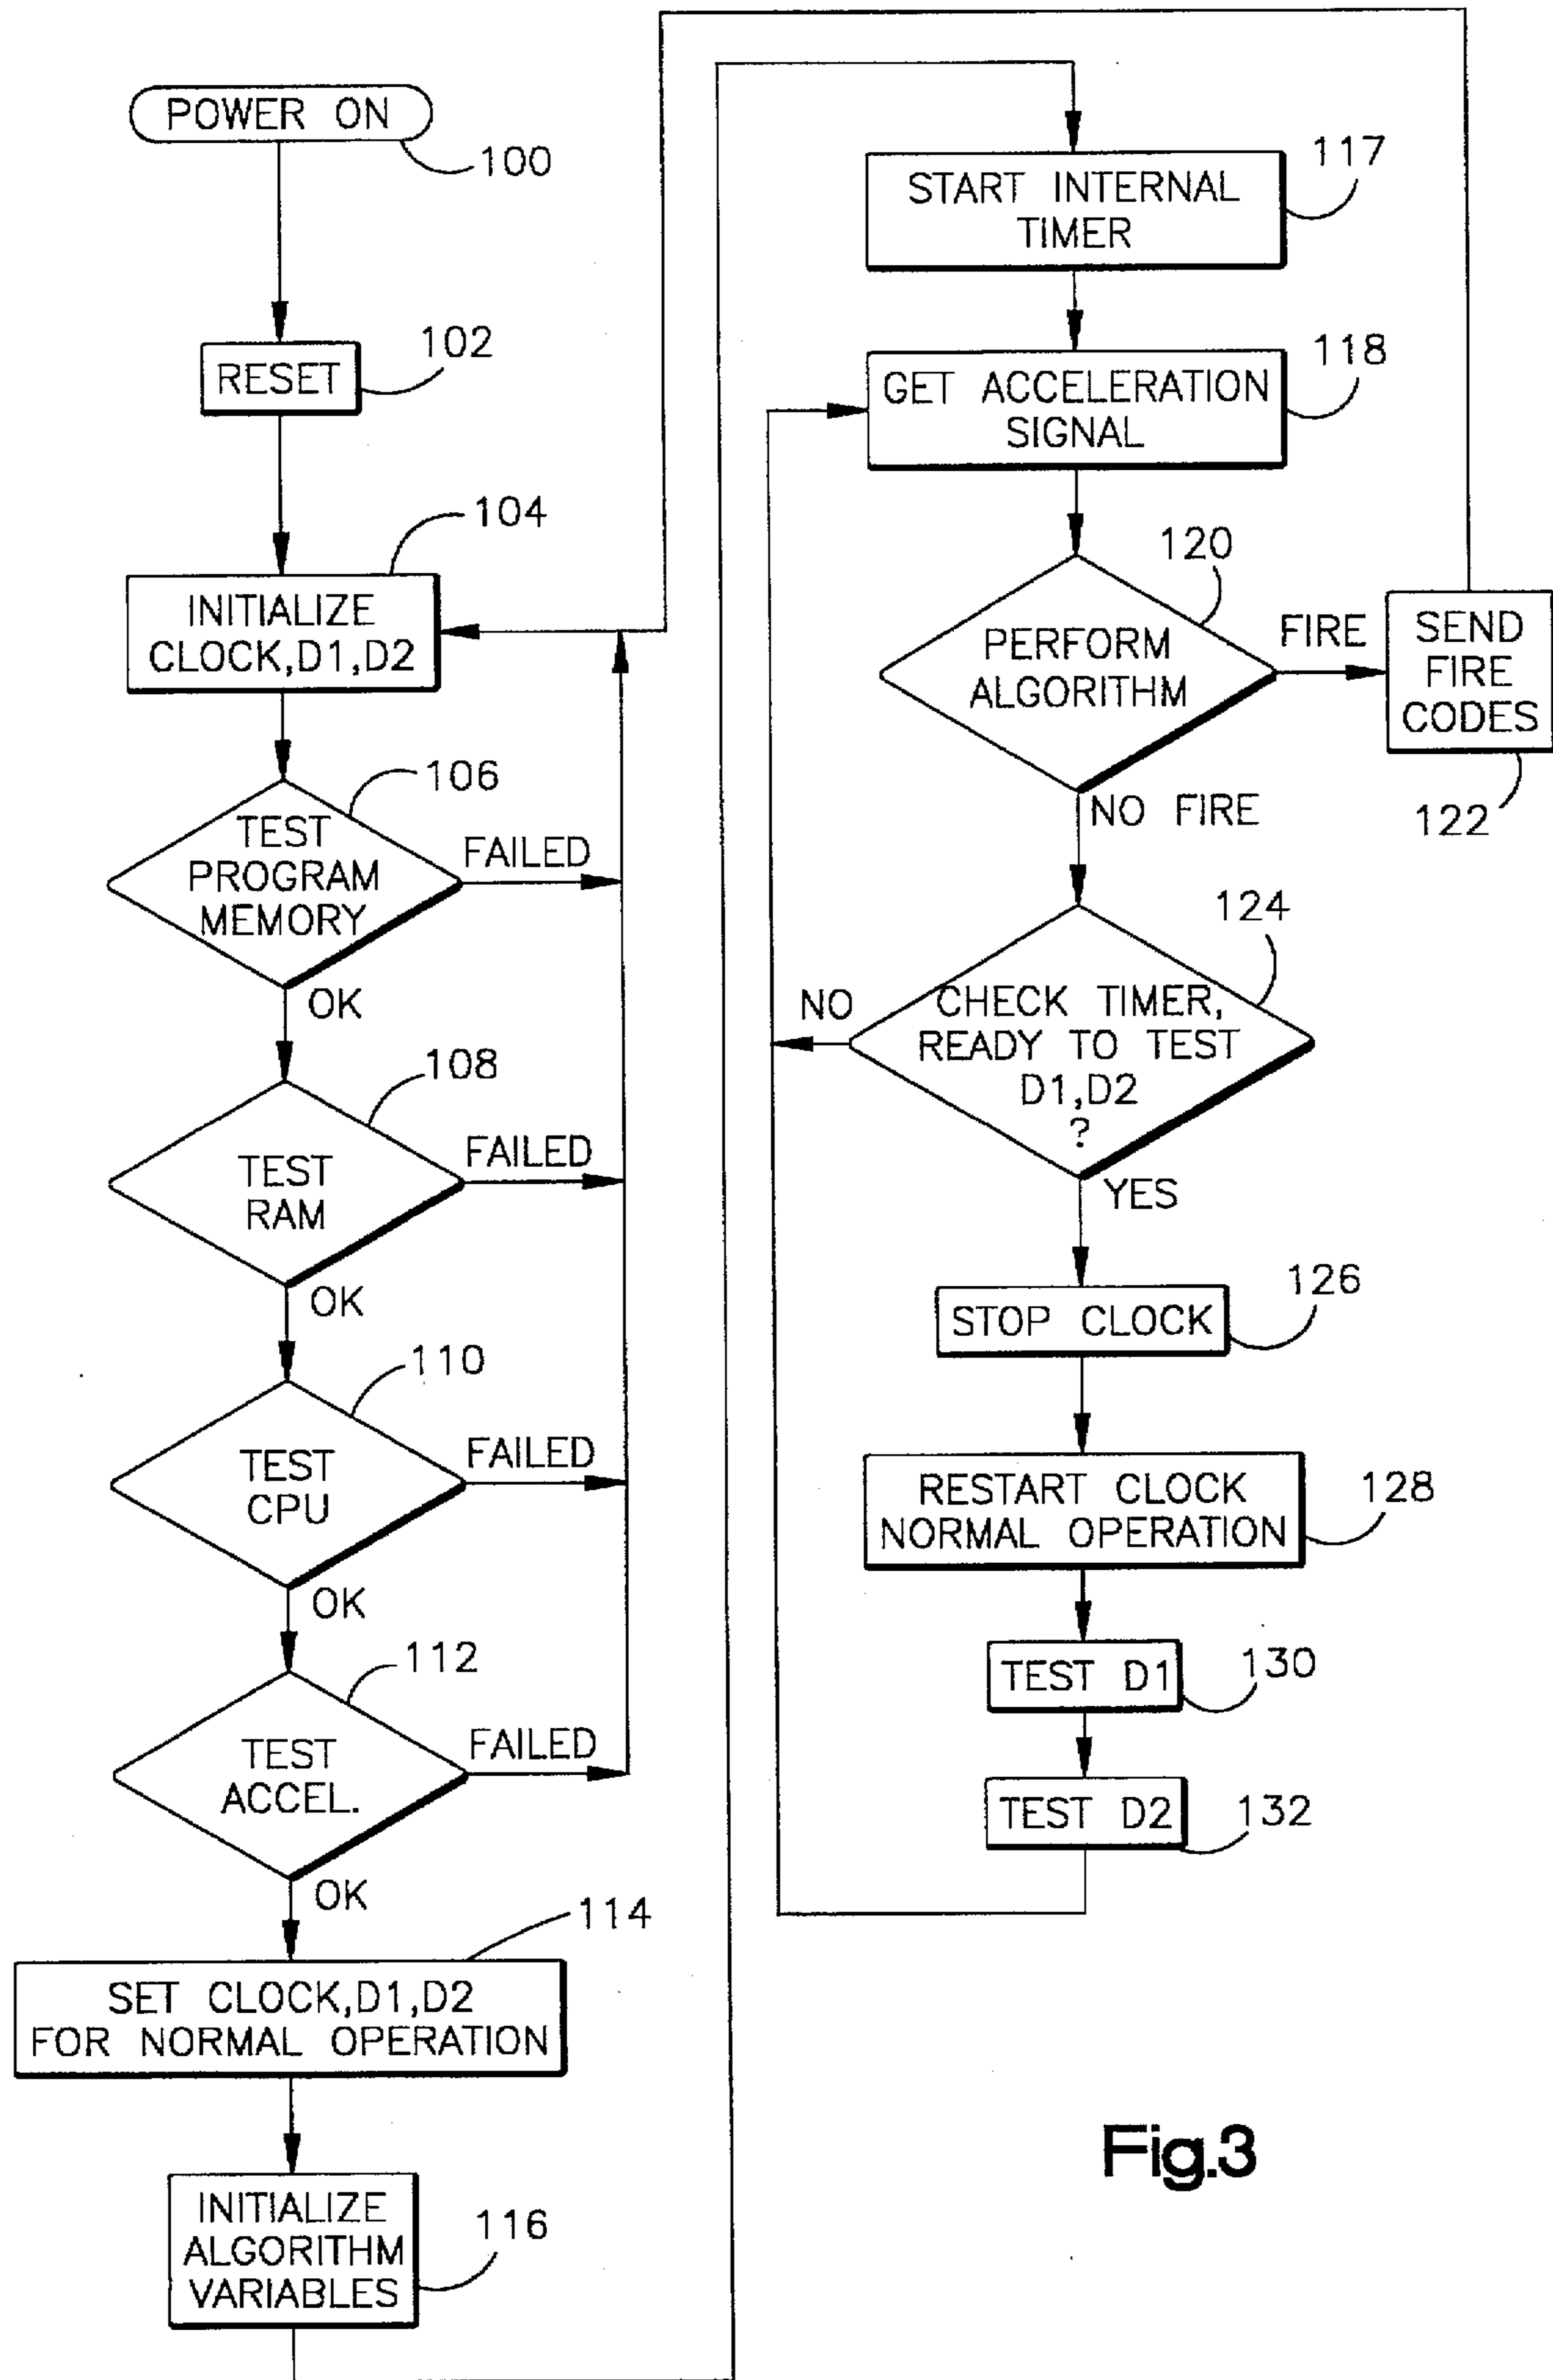 POWER ON
100
RESET
102
104
INITIALIZE
CLOCK,D1,D2
106
TEST
PROGRAM
MEMORY
FAILED
OK
108
TEST
RAM
FAILED
OK
110
TEST
CPU
FAILED
OK
112
TEST
ACCEL.
FAILED
OK
114
SET CLOCK,D1,D2
FOR NORMAL OPERATION
INITIALIZE
ALGORITHM
VARIABLES
116
START INTERNAL
TIMER
117
GET ACCELERATION
SIGNAL
118
120
PERFORM
ALGORITHM
FIRE
SEND
FIRE
CODES
122
NO FIRE
124
NO
CHECK TIMER,
READY TO TEST
D1,D2
?
YES
STOP CLOCK
126
RESTART CLOCK
NORMAL OPERATION
128
TEST D1
130
TEST D2
132
Fig.3